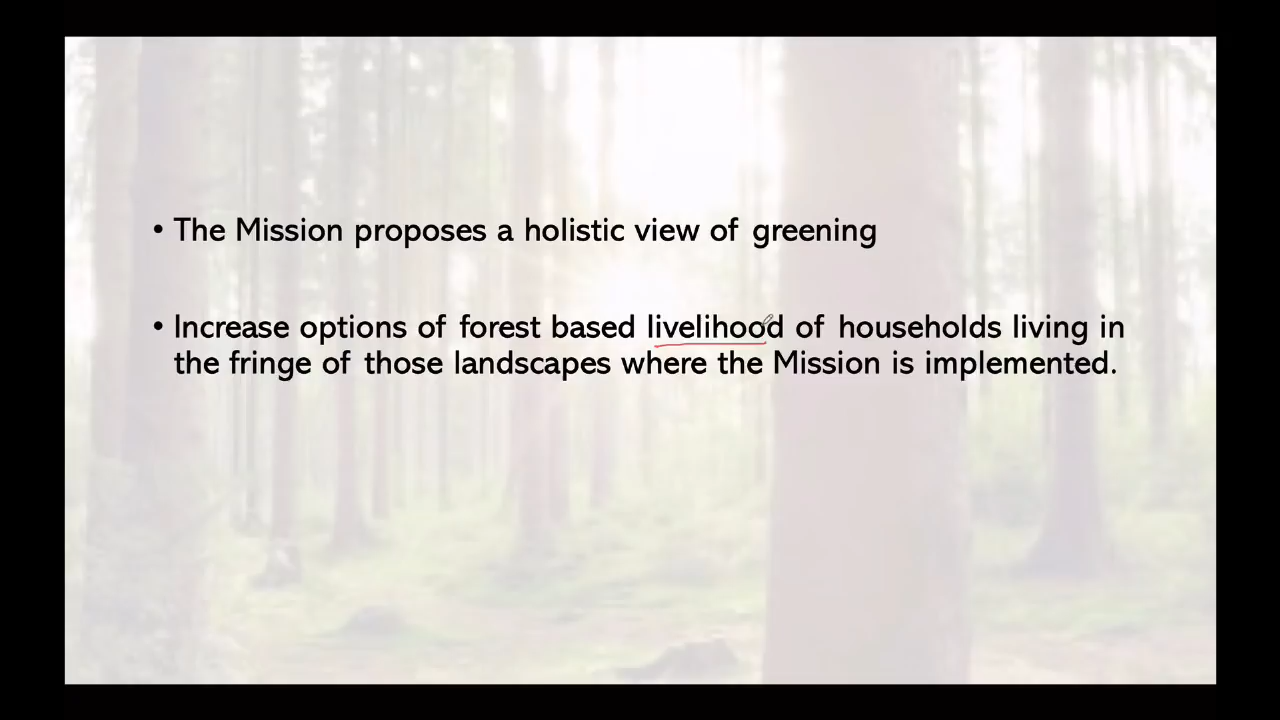 • The Mission proposes a holistic view of greening
• Increase options of forest based livelihood of households living in
the fringe of those landscapes where the Mission is implemented.